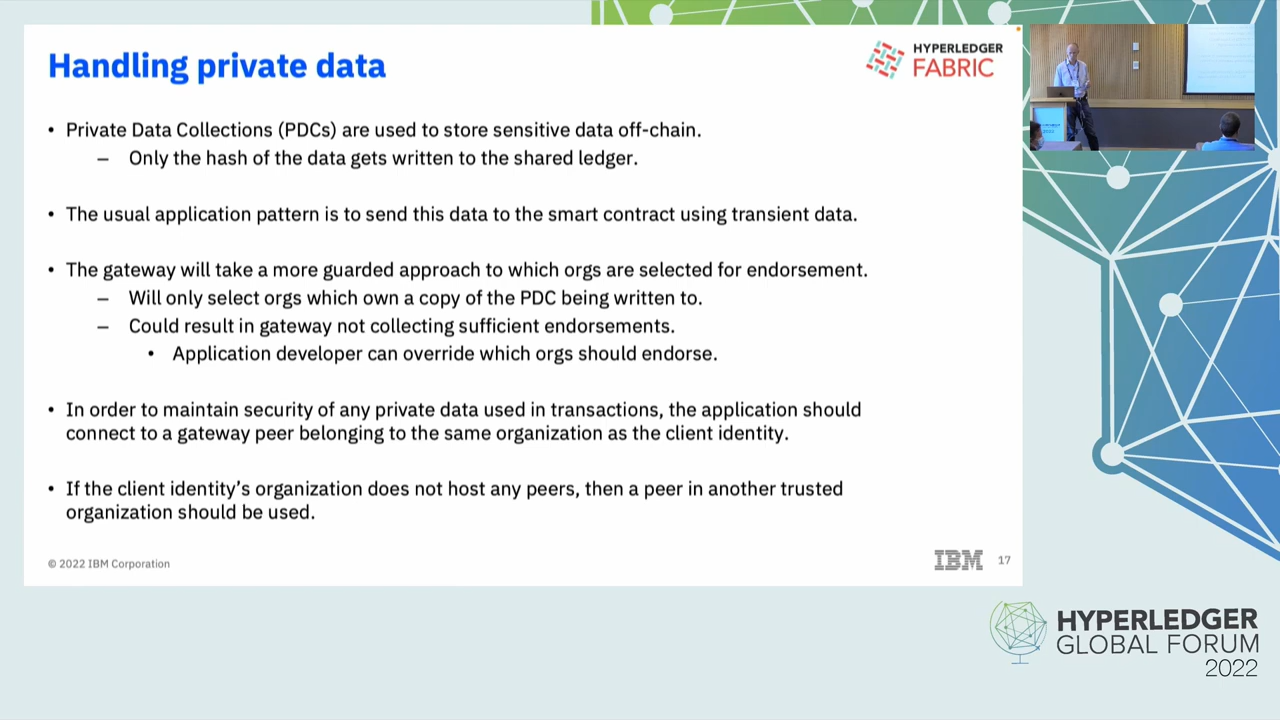 Handling private data
HYPERLEDGER
FABRIC
• Private Data Collections (PDCs) are used to store sensitive data off-chain.
– Only the hash of the data gets written to the shared ledger.
• The usual application pattern is to send this data to the smart contract using transient data.
• The gateway will take a more guarded approach to which orgs are selected for endorsement.
– Will only select orgs which own a copy of the PDC being written to.
– Could result in gateway not collecting sufficient endorsements.
• Application developer can override which orgs should endorse.
• In order to maintain security of any private data used in transactions, the application should
connect to a gateway peer belonging to the same organization as the client identity.
• If the client identity's organization does not host any peers, then a peer in another trusted
organization should be used.
© 2022 IBM Corporation
IBM
17
HYPERLEDGER
GLOBAL FORUM
2022